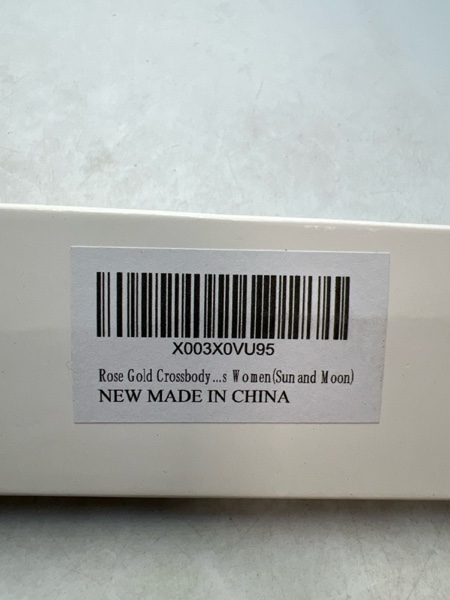 X003X0VU95
Rose Gold Crossbody...s Women(Sun and Moon)
NEW MADE IN CHINA